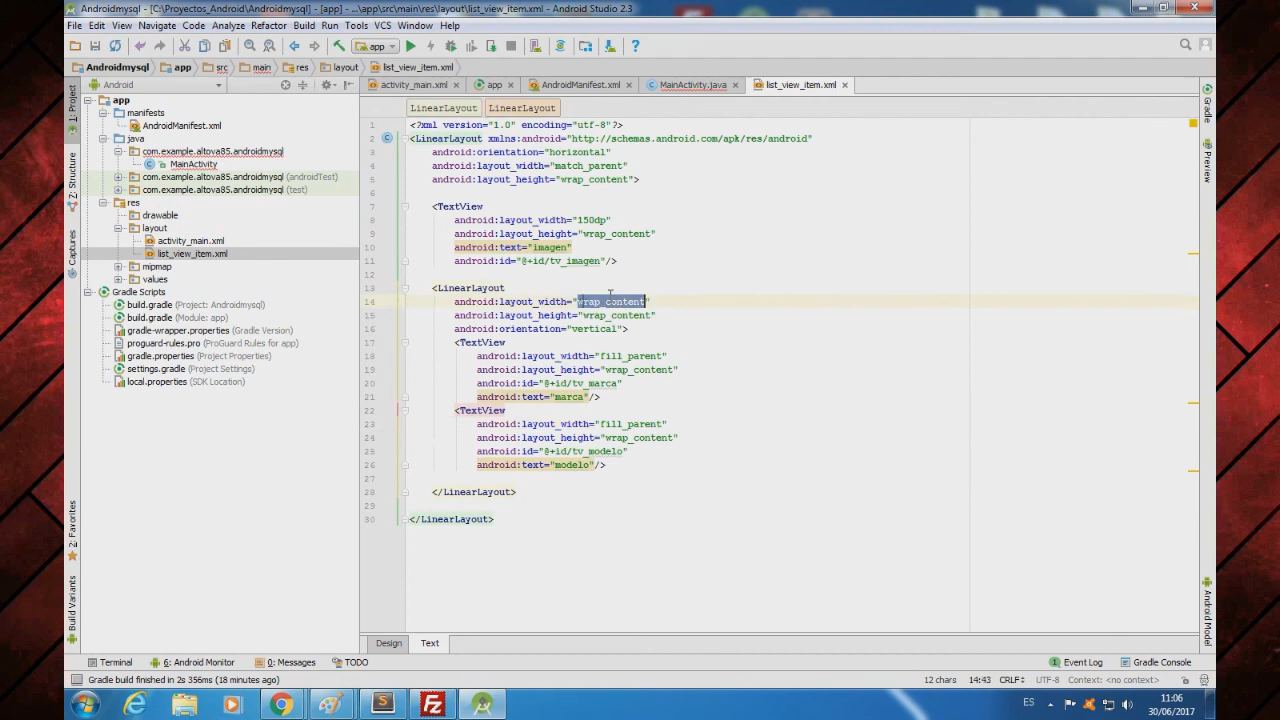 Androidmysql - [C:\Proyectos_Android\Androidmysql] - [app] - ...\app\src\main\res\layout\list_view_item.xml - Android Studio 2.3
File Edit View Navigate Code Analyze Refactor Build Run Tools VCS Window Help
app
Androidmysql app src main res layout list_view_item.xml
Android
activity_main.xml app AndroidManifest.xml MainActivity.java list_view_item.xml
LinearLayout LinearLayout
1: Project
Z: Structure
Captures
2: Favorites
Build Variants
app
manifests
AndroidManifest.xml
java
com.example.altova85.androidmysql
MainActivity
com.example.altova85.androidmysql (androidTest)
com.example.altova85.androidmysql (test)
res
drawable
layout
activity_main.xml
list_view_item.xml
mipmap
values
Gradle Scripts
build.gradle (Project: Androidmysql)
build.gradle (Module: app)
gradle-wrapper.properties (Gradle Version)
proguard-rules.pro (ProGuard Rules for app)
gradle.properties (Project Properties)
settings.gradle (Project Settings)
local.properties (SDK Location)
1 <?xml version="1.0" encoding="utf-8"?>
2 <LinearLayout xmlns:android="http://schemas.android.com/apk/res/android"
3 android:orientation="horizontal"
4 android:layout_width="match_parent"
5 android:layout_height="wrap_content">
6
7 <TextView
8 android:layout_width="150dp"
9 android:layout_height="wrap_content"
10 android:text="imagen"
11 android:id="@+id/tv_imagen"/>
12
13 <LinearLayout
14 android:layout_width="wrap_content"
15 android:layout_height="wrap_content"
16 android:orientation="vertical">
17 <TextView
18 android:layout_width="fill_parent"
19 android:layout_height="wrap_content"
20 android:id="@+id/tv_marca"
21 android:text="marca"/>
22 <TextView
23 android:layout_width="fill_parent"
24 android:layout_height="wrap_content"
25 android:id="@+id/tv_modelo"
26 android:text="modelo"/>
27
28 </LinearLayout>
29
30 </LinearLayout>
Gradle
Preview
Android Model
Design Text
Terminal 6: Android Monitor 0: Messages TODO Event Log Gradle Console
Gradle build finished in 2s 356ms (18 minutes ago) 12 chars 14:43 CRLF UTF-8 Context: <no context>
ES 11:06
30/06/2017